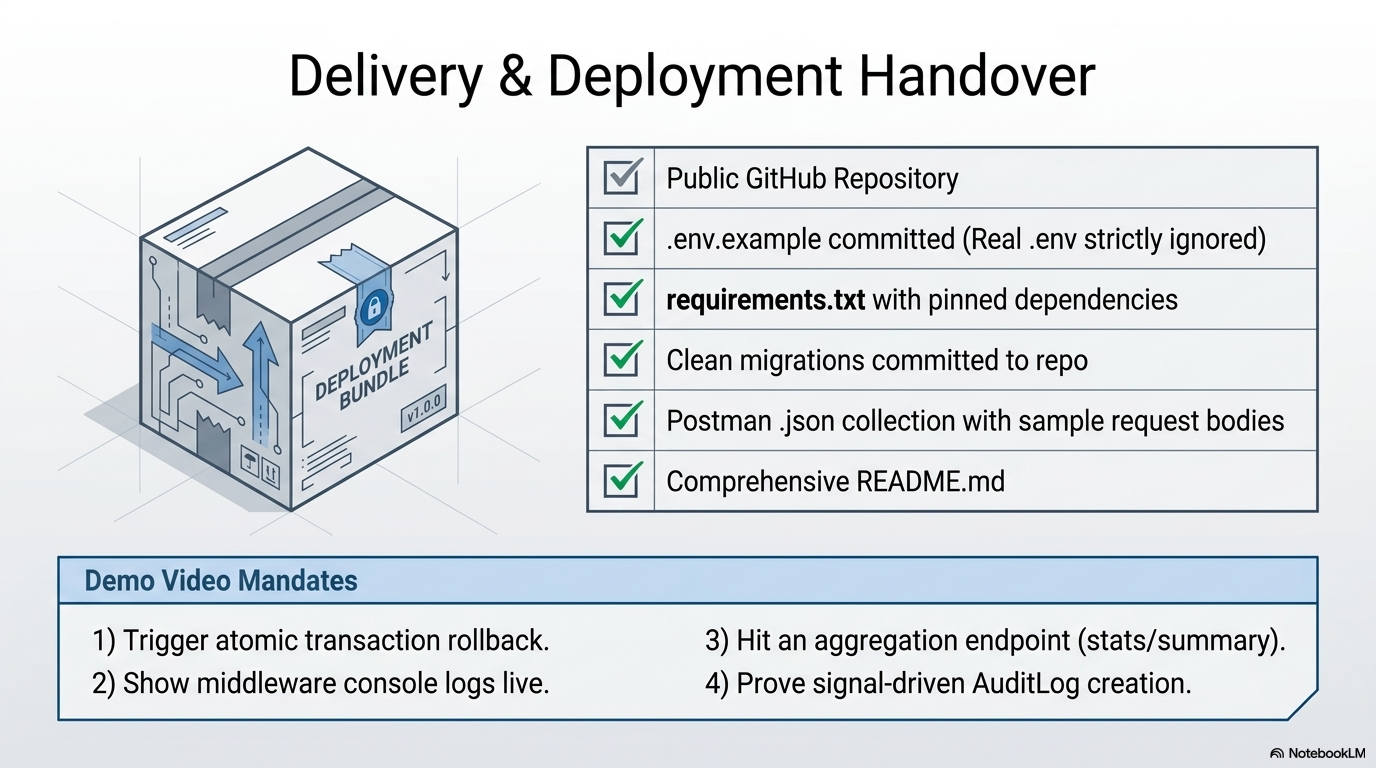 Delivery & Deployment Handover
DEPLOYMENT
BUNDLE
v1.0.0
Public GitHub Repository
.env.example committed (Real .env strictly ignored)
requirements.txt with pinned dependencies
Clean migrations committed to repo
Postman .json collection with sample request bodies
Comprehensive README.md
Demo Video Mandates
1) Trigger atomic transaction rollback.
2) Show middleware console logs live.
3) Hit an aggregation endpoint (stats/summary).
4) Prove signal-driven AuditLog creation.
NotebookLM